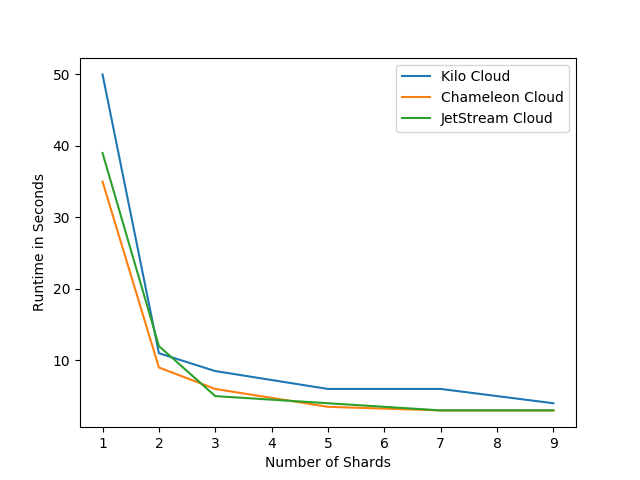 50
40
30
20
10
Runtime in Seconds
Kilo Cloud
Chameleon Cloud
JetStream Cloud
1 2 3 4 5 6 7 8 9
Number of Shards